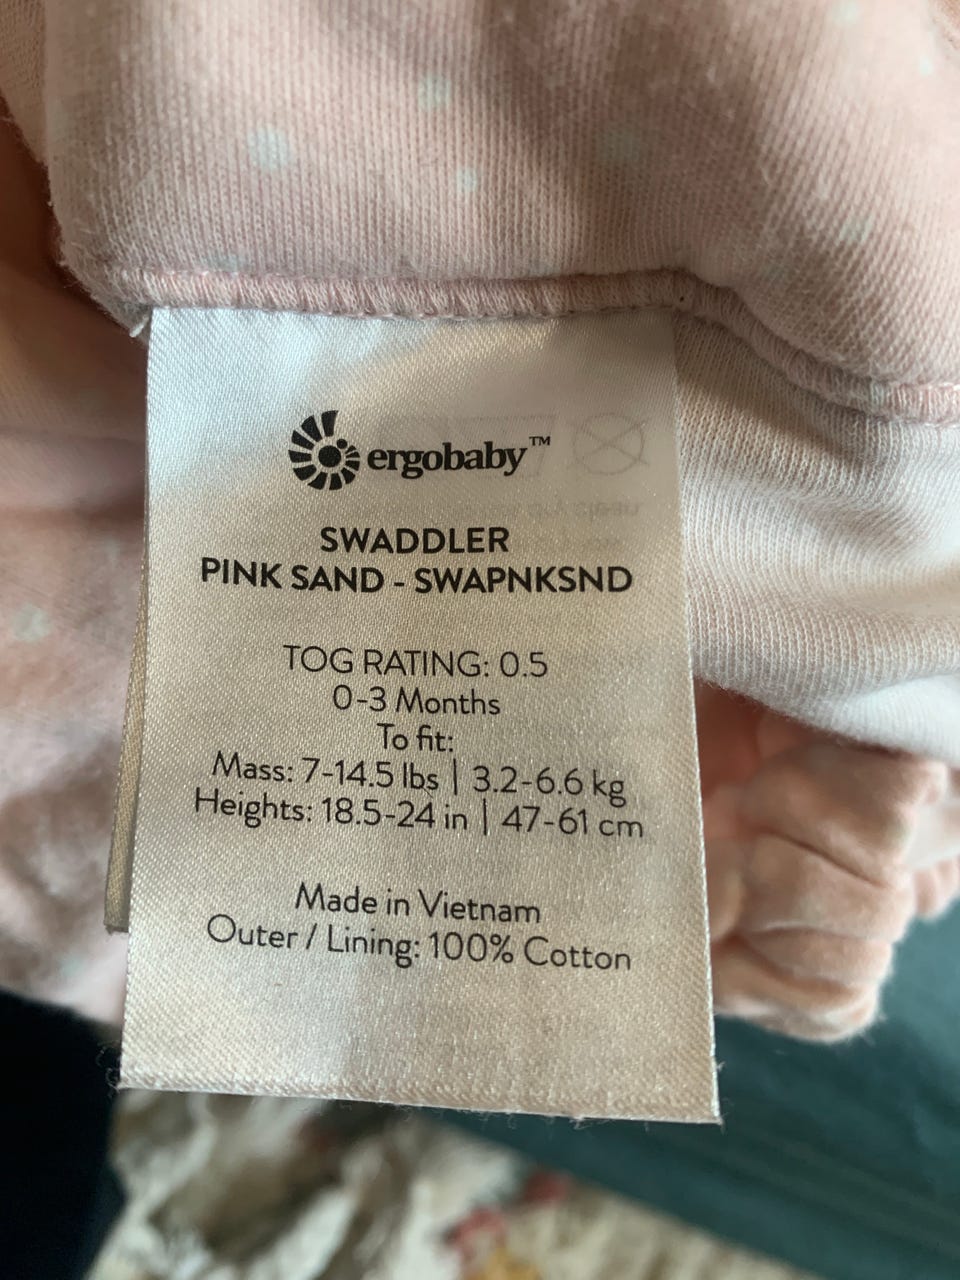 ergobaby™
SWADDLER
PINK SAND - SWAPNKSND
TOG RATING: 0.5
0-3 Months
To fit:
Mass: 7-14.5 lbs | 3.2-6.6 kg
Heights: 18.5-24 in | 47-61 cm
Made in Vietnam
Outer / Lining: 100% Cotton